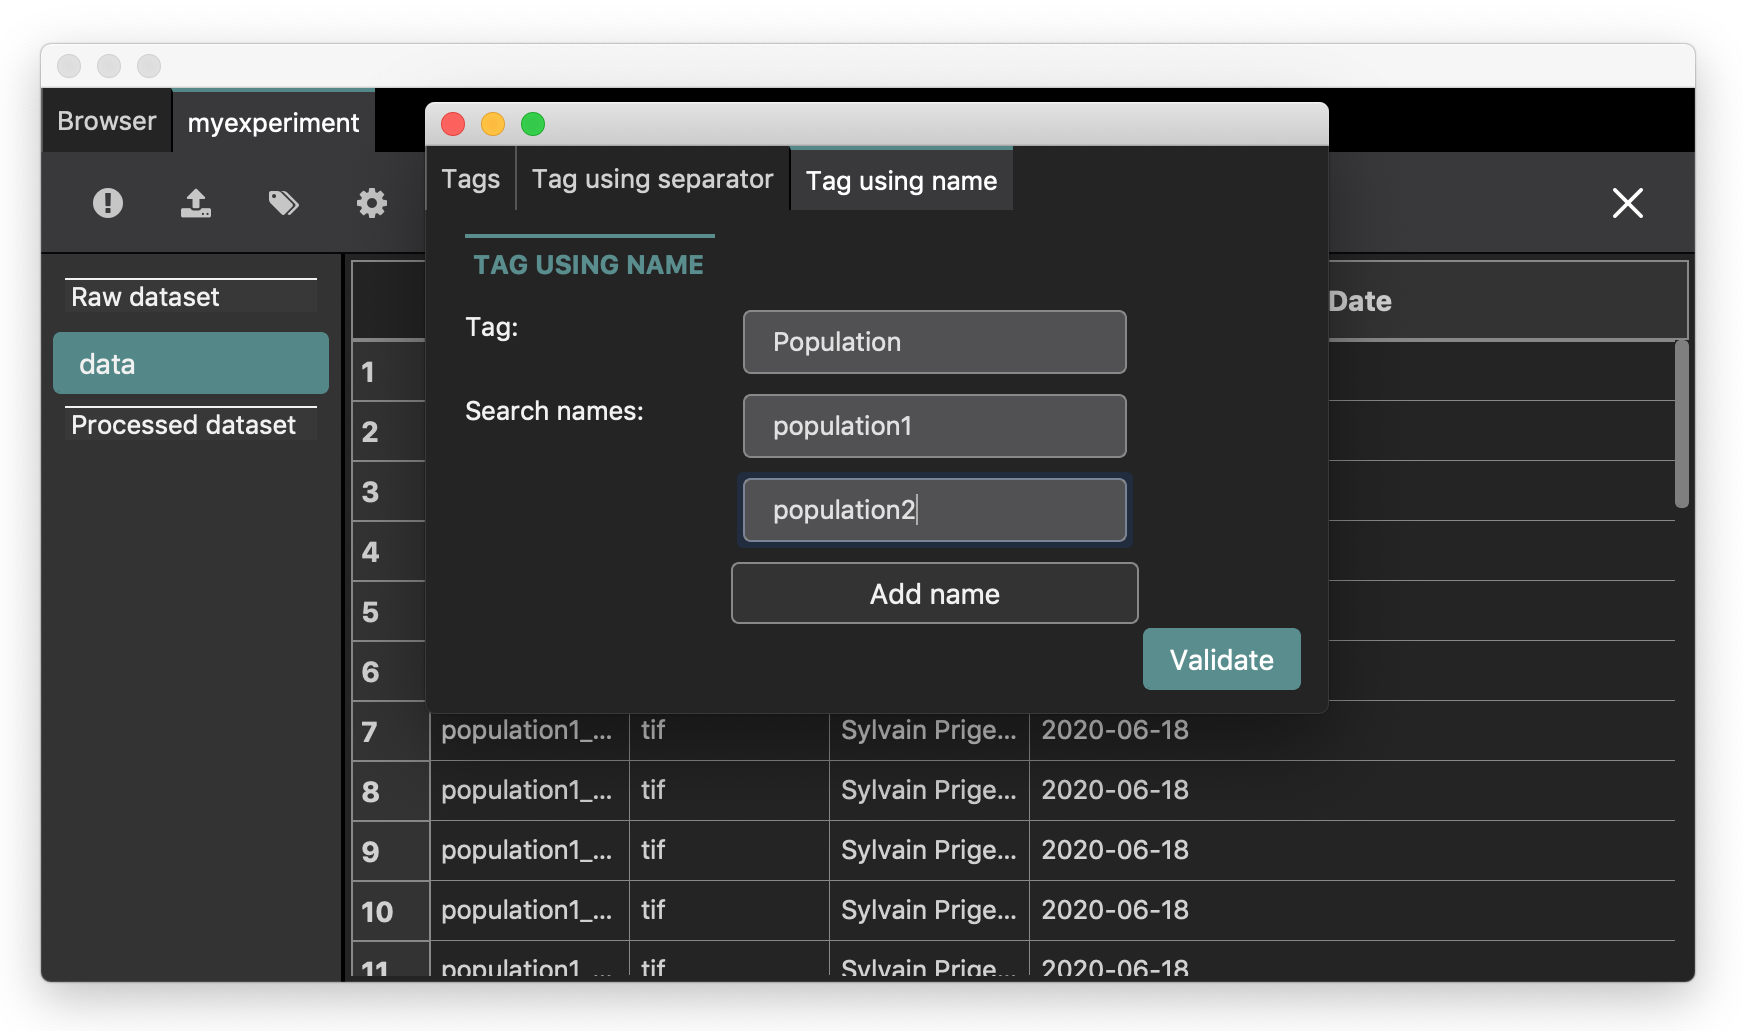 Browser
myexperiment
Tags
Tag using separator
Tag using name
Raw dataset
data
Processed dataset
TAG USING NAME
Tag:
Population
Search names:
population1
population2
Add name
Validate
Date
1
2
3
4
5
6
7 population1_... tif Sylvain Prige... 2020-06-18
8 population1_... tif Sylvain Prige... 2020-06-18
9 population1_... tif Sylvain Prige... 2020-06-18
10 population1_... tif Sylvain Prige... 2020-06-18
11 population1_... tif Sylvain Prige... 2020-06-18